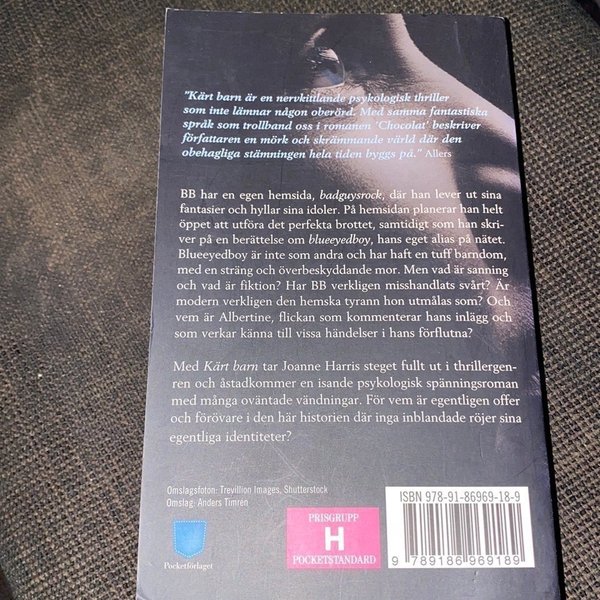 "Kärt barn är en nervkittlande psykologisk thriller
som inte lämnar någon oberörd. Med samma fantastiska
språk som trollband oss i romanen 'Chocolat' beskriver
författaren en mörk och skrämmande värld där den
obehagliga stämningen hela tiden byggs på." Allers
BB har en egen hemsida, badguysrock, där han lever ut sina
fantasier och hyllar sina idoler. På hemsidan planerar han helt
öppet att utföra det perfekta brottet, samtidigt som han skri-
ver på en berättelse om blueeyedboy, hans eget alias på nätet.
Blueeyedboy är inte som andra och har haft en tuff barndom,
med en sträng och överbeskyddande mor. Men vad är sanning
och vad är fiktion? Har BB verkligen misshandlats svårt? Är
modern verkligen den hemska tyrann hon utmålas som? Och
vem är Albertine, flickan som kommenterar hans inlägg och
som verkar känna till vissa händelser i hans förflutna?
Med Kärt barn tar Joanne Harris steget fullt ut i thrillergen-
ren och åstadkommer en isande psykologisk spänningsroman
med många oväntade vändningar. För vem är egentligen offer
och förövare i den här historien där inga inblandade röjer sina
egentliga identiteter?
Omslagsfoton: Trevillion Images, Shutterstock
Omslag: Anders Timrén
Pocketförlaget
PRISGRUPP
H
POCKETSTANDARD
ISBN 978-91-86969-18-9
9 789186 969189